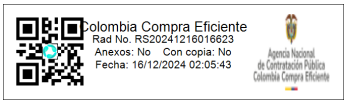 Colombia Compra Eficiente
Rad No. RS20241216016623
Anexos: No Con copia: No
Fecha: 16/12/2024 02:05:43
Agencia Nacional
de Contratación Pública
Colombia Compra Eficiente